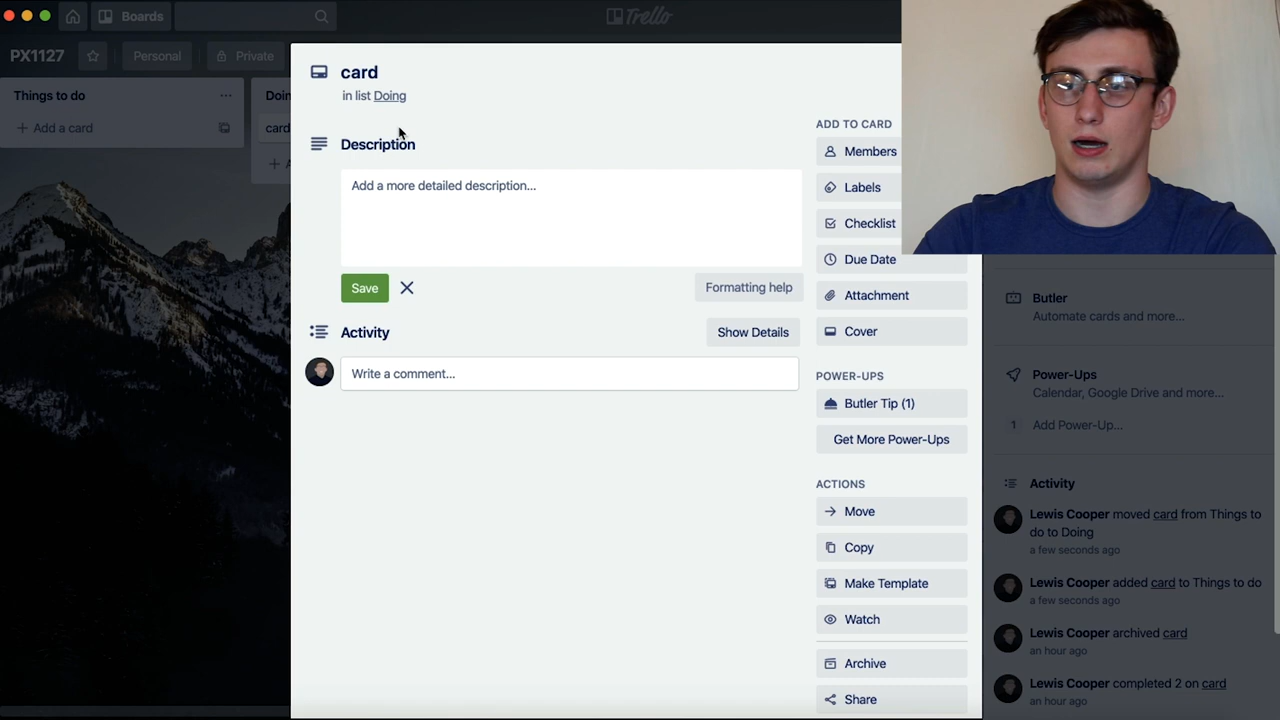 Boards
Trello
PX1127
Personal
Private
Things to do
+ Add a card
Doin
card
+ A
card
in list Doing
Description
Add a more detailed description...
Save
Formatting help
Activity
Show Details
Write a comment...
ADD TO CARD
Members
Labels
Checklist
Due Date
Attachment
Cover
POWER-UPS
Butler Tip (1)
Get More Power-Ups
ACTIONS
Move
Copy
Make Template
Watch
Archive
Share
Butler
Automate cards and more...
Power-Ups
Calendar, Google Drive and more...
1 Add Power-Up...
Activity
Lewis Cooper moved card from Things to
do to Doing
a few seconds ago
Lewis Cooper added card to Things to do
a few seconds ago
Lewis Cooper archived card
an hour ago
Lewis Cooper completed 2 on card
an hour ago